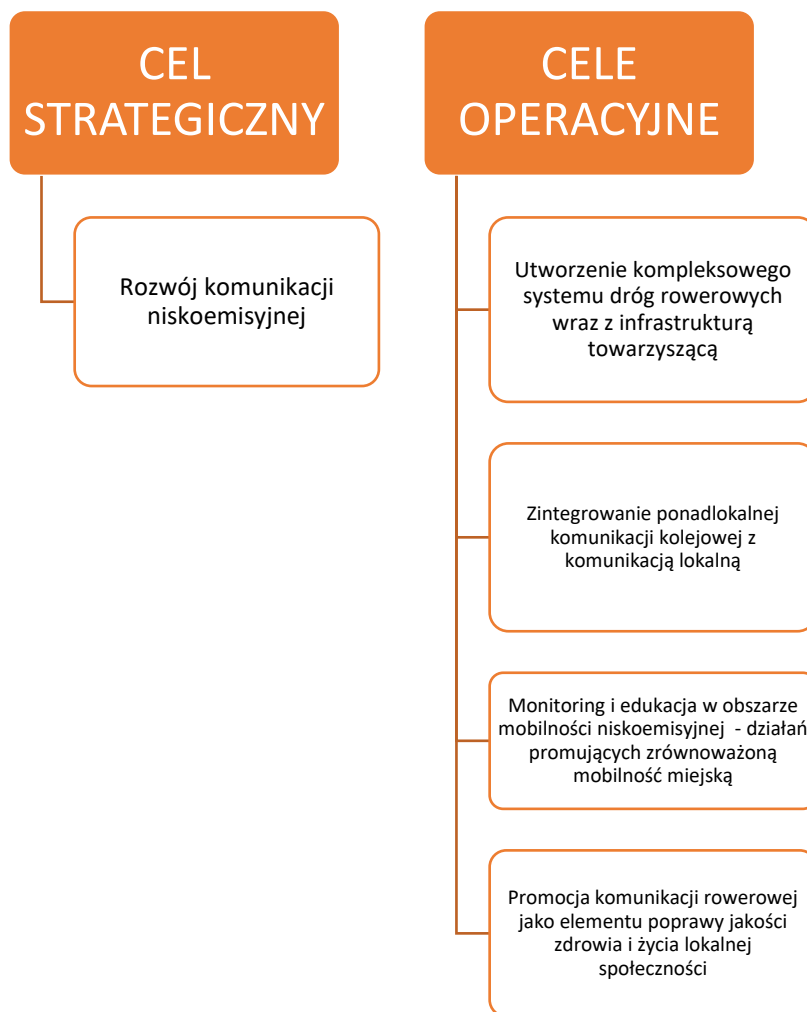 CEL
STRATEGICZNY
Rozwój komunikacji
niskoemisyjnej
CELE
OPERACYJNE
Utworzenie kompleksowego
systemu dróg rowerowych
wraz z infrastrukturą
towarzyszącą
Zintegrowanie ponadlokalnej
komunikacji kolejowej z
komunikacją lokalną
Monitoring i edukacja w obszarze
mobilności niskoemisyjnej - działań
promujących zrównoważoną
mobilność miejską
Promocja komunikacji rowerowej
jako elementu poprawy jakości
zdrowia i życia lokalnej
społeczności